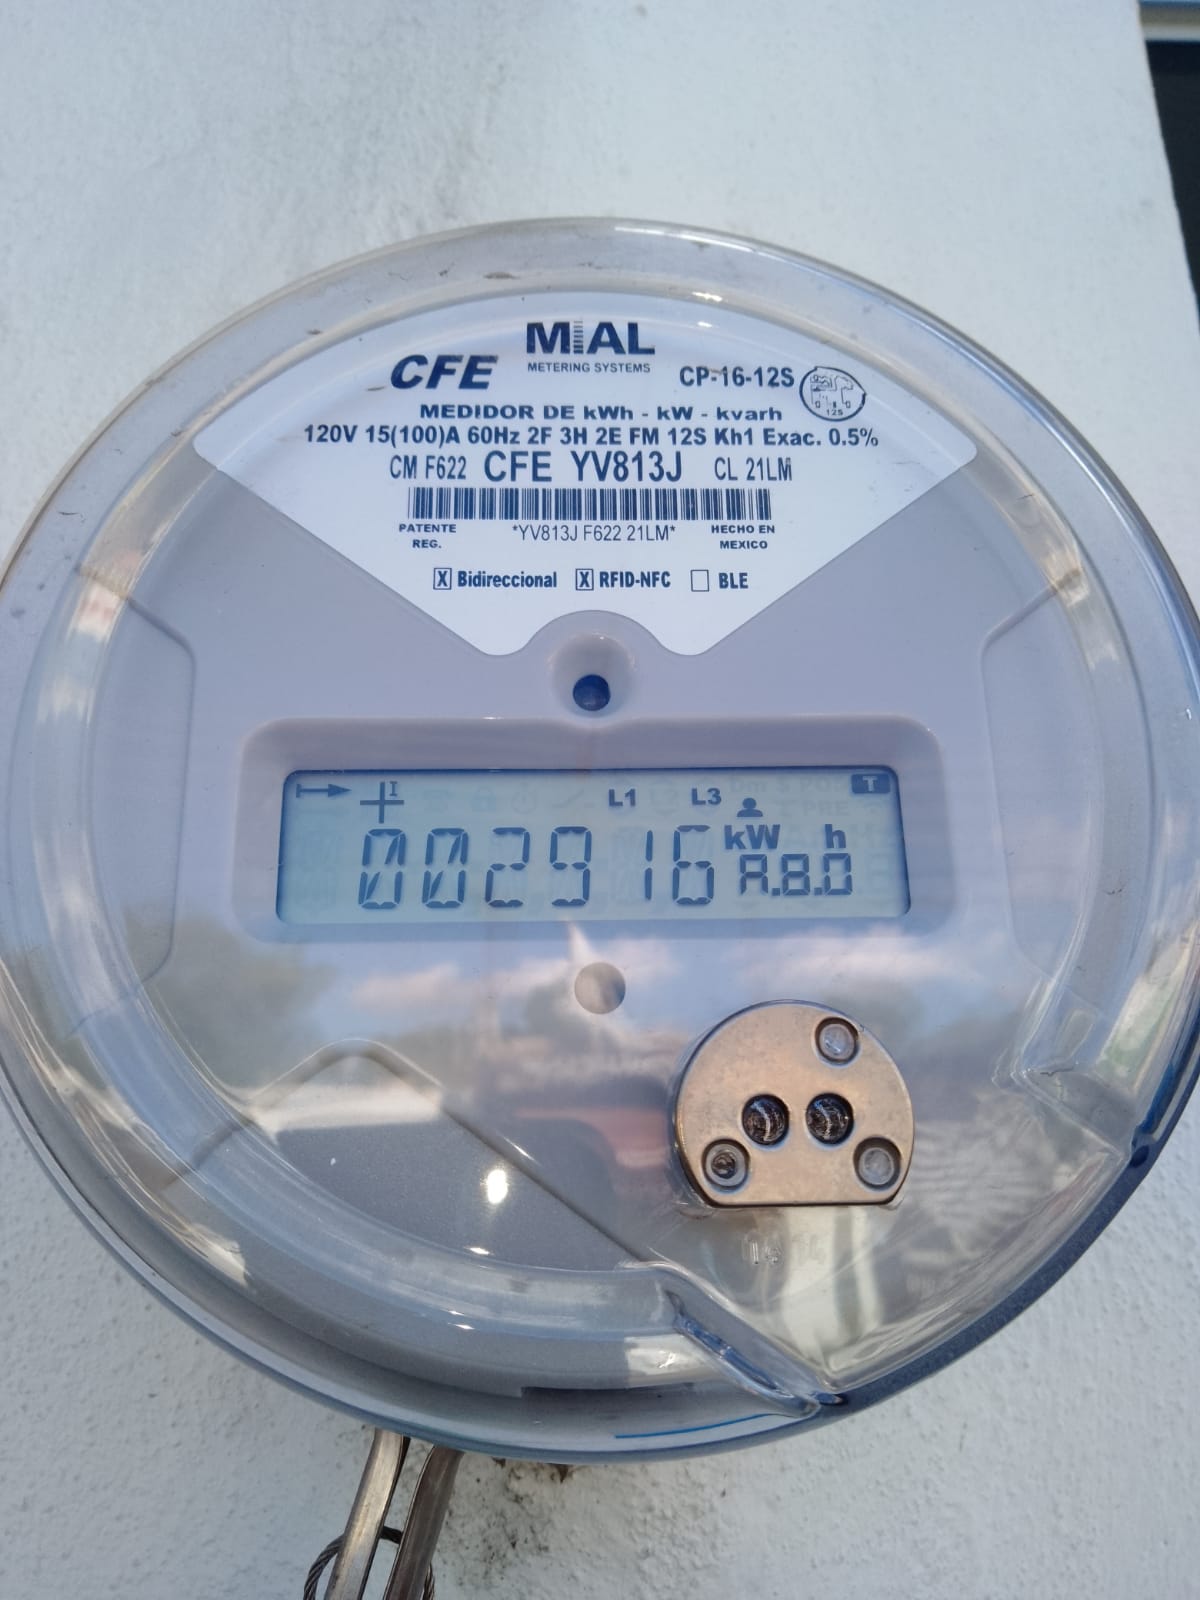 MIAL
METERING SYSTEMS
CFE
CP-16-12S
12S
MEDIDOR DE kWh - kW - kvarh
120V 15(100)A 60Hz 2F 3H 2E FM 12S Kh1 Exac. 0.5%
CM F622 CFE YV813J CL 21LM
PATENTE REG.
*YV813J F622 21LM*
HECHO EN MEXICO
X Bidireccional X RFID-NFC BLE
I L1 L3 T
002916 kW h
A.8.0